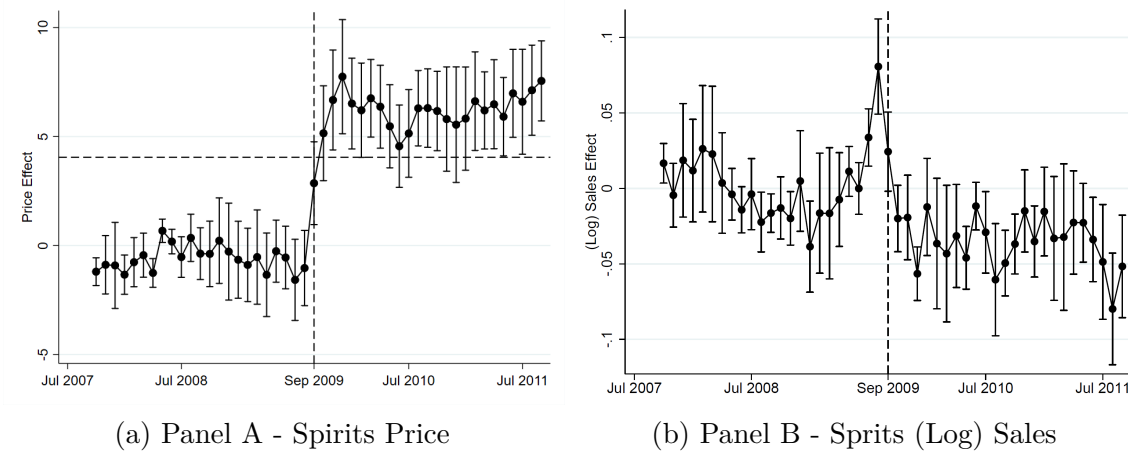 10
5
0
-5
Price Effect
Jul 2007
Jul 2008
Sep 2009
Jul 2010
Jul 2011
(a) Panel A - Spirits Price
.1
.05
0
-.05
-.1
(Log) Sales Effect
Jul 2007
Jul 2008
Sep 2009
Jul 2010
Jul 2011
(b) Panel B - Sprits (Log) Sales